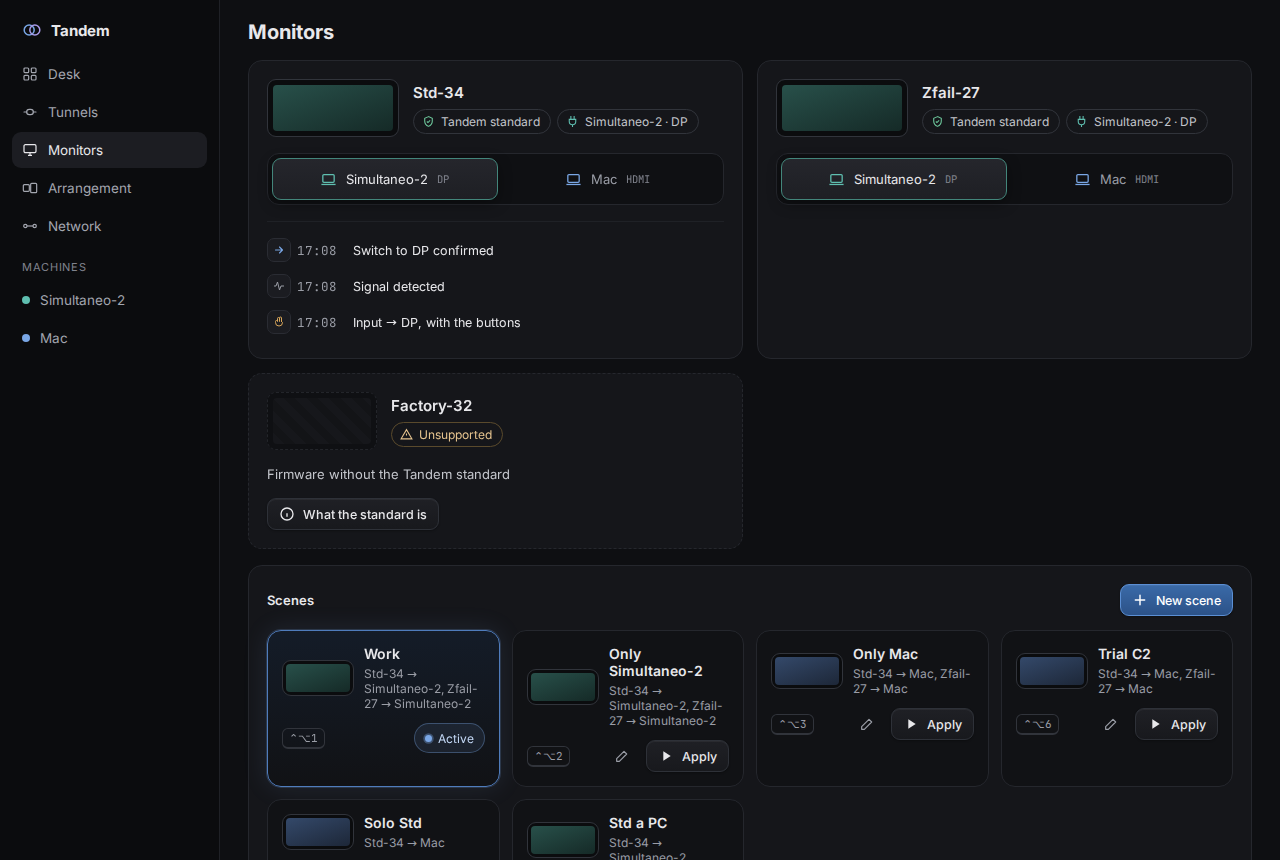 Tandem
Desk
Tunnels
Monitors
Arrangement
Network
MACHINES
Simultaneo-2
Mac
Monitors
Std-34
Tandem standard
Simultaneo-2 · DP
Simultaneo-2 DP
Mac HDMI
17:08 Switch to DP confirmed
17:08 Signal detected
17:08 Input → DP, with the buttons
Zfail-27
Tandem standard
Simultaneo-2 · DP
Simultaneo-2 DP
Mac HDMI
Factory-32
Unsupported
Firmware without the Tandem standard
What the standard is
Scenes
New scene
Work
Std-34 →
Simultaneo-2, Zfail-
27 → Simultaneo-2
⌃⌥1
Active
Only
Simultaneo-2
Std-34 →
Simultaneo-2, Zfail-
27 → Simultaneo-2
⌃⌥2
Apply
Only Mac
Std-34 → Mac, Zfail-
27 → Mac
⌃⌥3
Apply
Trial C2
Std-34 → Mac, Zfail-
27 → Mac
⌃⌥6
Apply
Solo Std
Std-34 → Mac
Std a PC
Std-34 →
Simultaneo-2